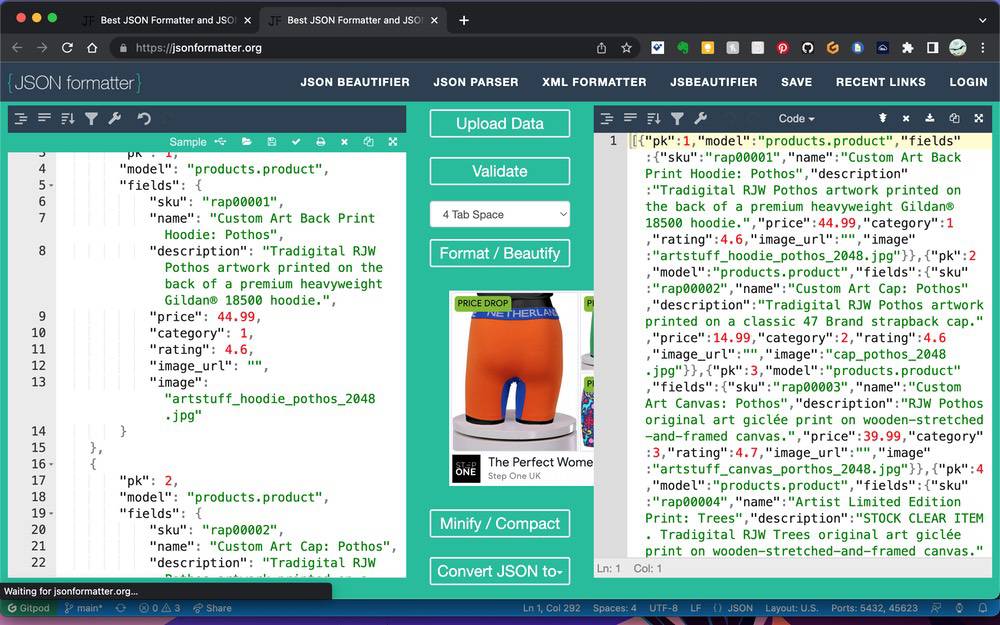 Best JSON Formatter and JSO
Best JSON Formatter and JSO
https://jsonformatter.org
{JSON formatter}
JSON BEAUTIFIER
JSON PARSER
XML FORMATTER
JSBEAUTIFIER
SAVE
RECENT LINKS
LOGIN
Sample
4
"model": "products.product",
5
"fields": {
6
"sku": "rap00001",
7
"name": "Custom Art Back Print
Hoodie: Pothos",
8
"description": "Tradigital RJW
Pothos artwork printed on the
back of a premium heavyweight
Gildan® 18500 hoodie.",
9
"price": 44.99,
10
"category": 1,
11
"rating": 4.6,
12
"image_url": "",
13
"image":
"artstuff_hoodie_pothos_2048
.jpg"
14
}
15
},
16
{
17
"pk": 2,
18
"model": "products.product",
19
"fields": {
20
"sku": "rap00002",
21
"name": "Custom Art Cap: Pothos",
22
"description": "Tradigital RJW
Upload Data
Validate
4 Tab Space
Format / Beautify
PRICE DROP
NETHERLAN
STEP
ONE
The Perfect Wome
Step One UK
Minify / Compact
Convert JSON to
Code
1
[{"pk":1,"model":"products.product","fields"
:{"sku":"rap00001","name":"Custom Art Back
Print Hoodie: Pothos","description"
:"Tradigital RJW Pothos artwork printed on
the back of a premium heavyweight Gildan®
18500 hoodie.","price":44.99,"category":1
,"rating":4.6,"image_url":"","image"
:"artstuff_hoodie_pothos_2048.jpg"}},{"pk":2
,"model":"products.product","fields":{"sku"
:"rap00002","name":"Custom Art Cap: Pothos"
,"description":"Tradigital RJW Pothos artwork
printed on a classic 47 Brand strapback cap."
,"price":14.99,"category":2,"rating":4.6
,"image_url":"","image":"cap_pothos_2048
.jpg"}},{"pk":3,"model":"products.product"
,"fields":{"sku":"rap00003","name":"Custom
Art Canvas: Pothos","description":"RJW Pothos
original art giclée print on wooden-stretched
-and-framed canvas.","price":39.99,"category"
:3,"rating":4.7,"image_url":"","image"
:"artstuff_canvas_porthos_2048.jpg"}},{"pk":4
,"model":"products.product","fields":{"sku"
:"rap00004","name":"Artist Limited Edition
Print: Trees","description":"STOCK CLEAR ITEM
. Tradigital RJW Trees original art giclée
print on wooden-stretched-and-framed canvas."
Ln: 1 Col: 1
Waiting for jsonformatter.org...
Gitpod
main*
0
3
Share
Ln 1, Col 292
Spaces: 4
UTF-8
LF
{} JSON
Layout: U.S.
Ports: 5432, 45623